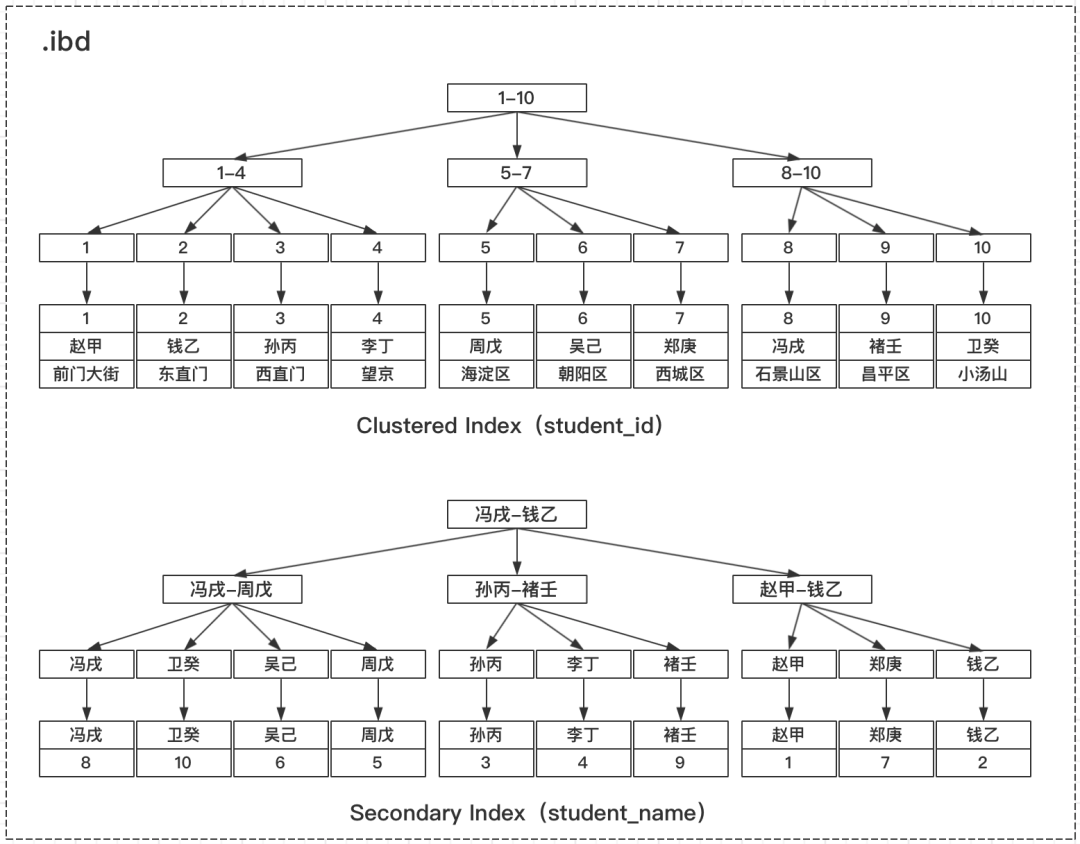 .ibd
1–10
1–4 5–7 8–10
1 2 3 4 5 6 7 8 9 10
1 2 3 4 5 6 7 8 9 10
赵甲 钱乙 孙丙 李丁 周戊 吴己 郑庚 冯戌 褚壬 卫癸
前门大街 东直门 西直门 望京 海淀区 朝阳区 西城区 石景山区 昌平区 小汤山
Clustered Index（student_id）
冯戌–钱乙
冯戌–周戊 孙丙–褚壬 赵甲–钱乙
冯戌 卫癸 吴己 周戊 孙丙 李丁 褚壬 赵甲 郑庚 钱乙
冯戌 卫癸 吴己 周戊 孙丙 李丁 褚壬 赵甲 郑庚 钱乙
8 10 6 5 3 4 9 1 7 2
Secondary Index（student_name）